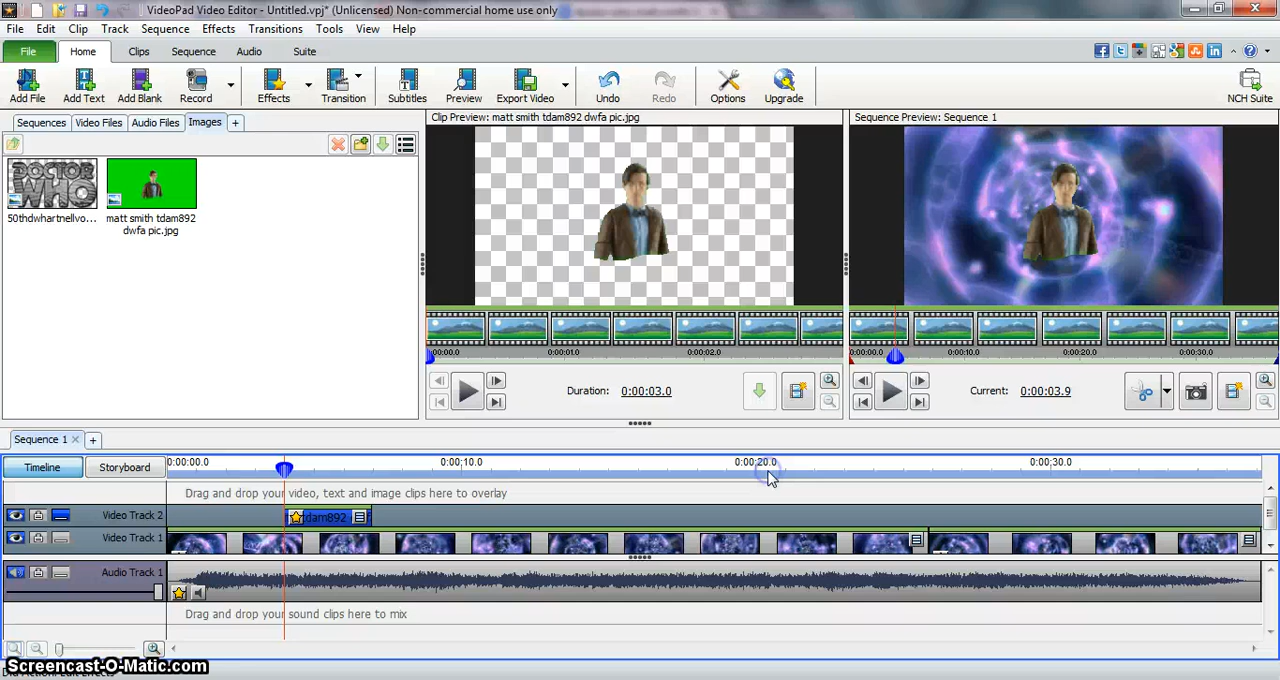 VideoPad Video Editor - Untitled.vpj* (Unlicensed) Non-commercial home use only
File Edit Clip Track Sequence Effects Transitions Tools View Help
File Home Clips Sequence Audio Suite
Add File Add Text Add Blank Record Effects Transition Subtitles Preview Export Video Undo Redo Options Upgrade NCH Suite
Sequences Video Files Audio Files Images +
Clip Preview: matt smith tdam892 dwfa pic.jpg
Sequence Preview: Sequence 1
DOCTOR
WHO
50thdwhartnellvo...
matt smith tdam892
dwfa pic.jpg
0:00:01.0 0:00:02.0
0:00:00.0 0:00:10.0 0:00:20.0 0:00:30.0
Duration: 0:00:03.0
Current: 0:00:03.9
Sequence 1 +
Timeline Storyboard
0:00:00.0 0:00:10.0 0:00:20.0 0:00:30.0
Drag and drop your video, text and image clips here to overlay
Video Track 2
tdam892
Video Track 1
Audio Track 1
Drag and drop your sound clips here to mix
Screencast-O-Matic.com